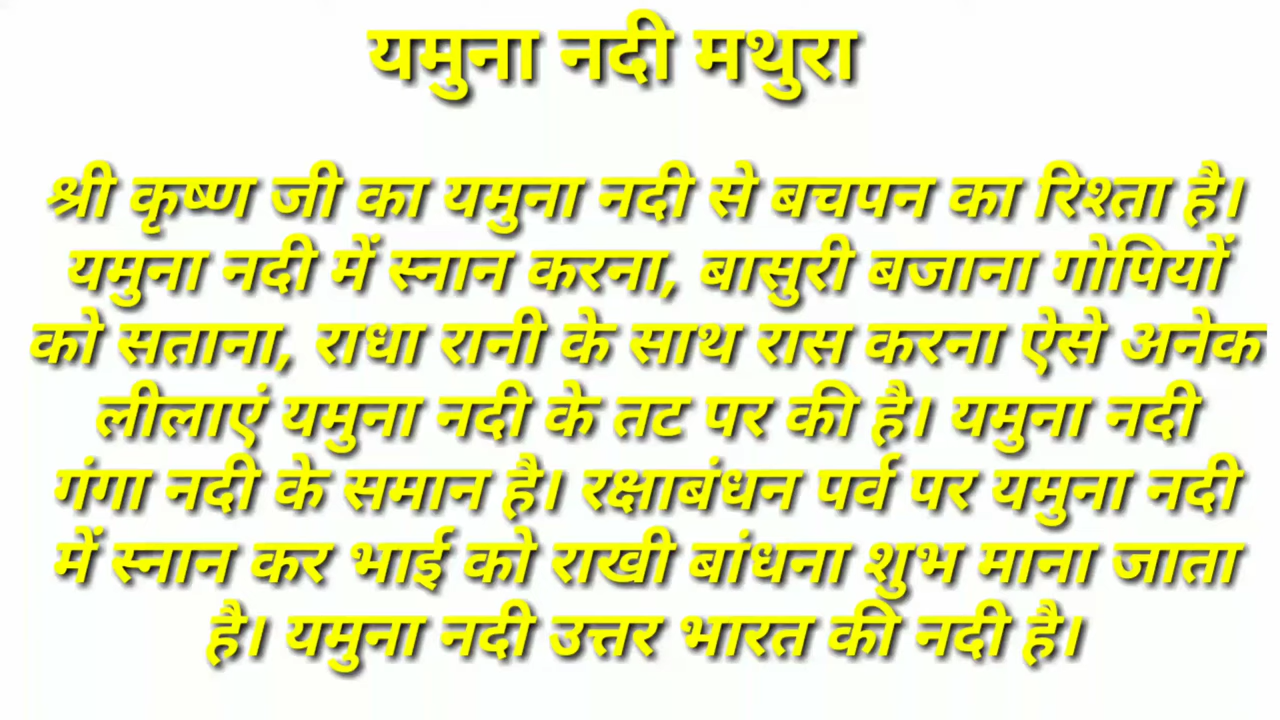 यमुना नदी मथुरा
श्री कृष्ण जी का यमुना नदी से बचपन का रिश्ता है।
यमुना नदी में स्नान करना, बासुरी बजाना गोपियों
को सताना, राधा रानी के साथ रास करना ऐसे अनेक
लीलाएं यमुना नदी के तट पर की है। यमुना नदी
गंगा नदी के समान है। रक्षाबंधन पर्व पर यमुना नदी
में स्नान कर भाई को राखी बांधना शुभ माना जाता
है। यमुना नदी उत्तर भारत की नदी है।